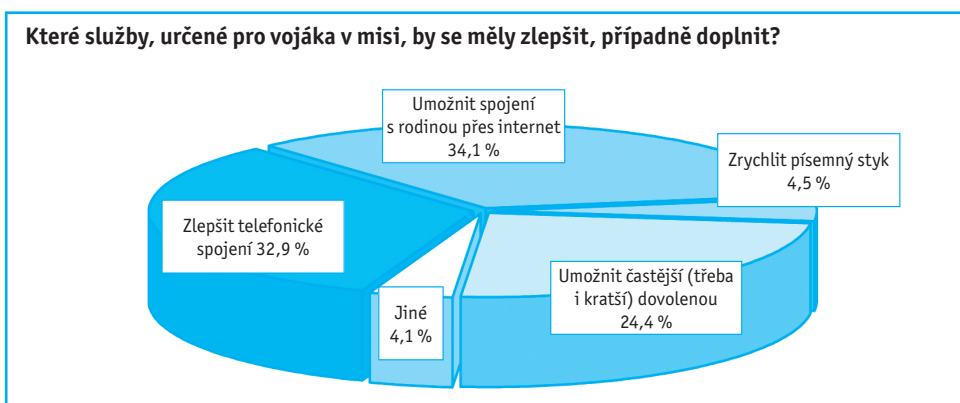 Které služby, určené pro vojáka v misi, by se měly zlepšit, případně doplnit?
Umožnit spojení
s rodinou přes internet
34,1 %
Zrychlit písemný styk
4,5 %
Zlepšit telefonické
spojení 32,9 %
Umožnit častější (třeba
i kratší) dovolenou
24,4 %
Jiné
4,1 %